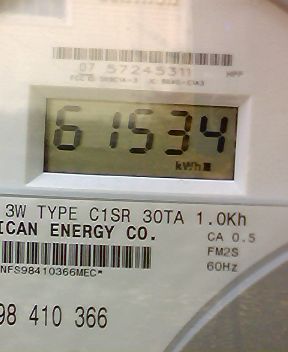 07 57245311 HPF
61534
kWh
3W TYPE C1SR 30TA 1.0Kh
ICAN ENERGY CO.
CA 0.5
FM2S
60Hz
NFS98410366MEC*
98 410 366